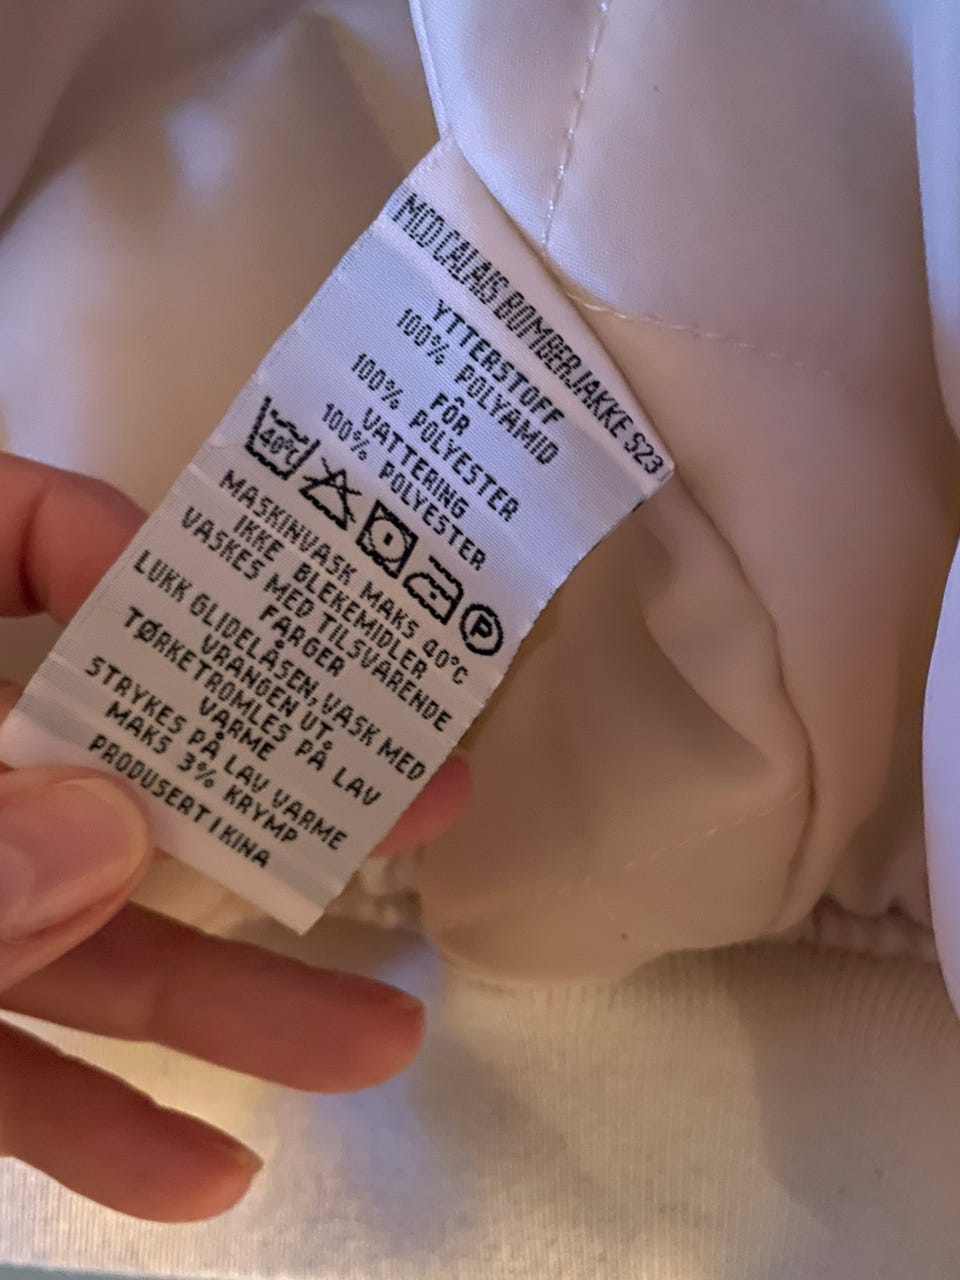 MCD CALAIS BOMBERJAKKE S23
YTTERSTOFF
100% POLYAMID
FÔR
100% POLYESTER
VATTERING
100% POLYESTER
40°C
P
MASKINVASK MAKS 40°C
IKKE BLEKEMIDLER
VASKES MED TILSVARENDE
FARGER
LUKK GLIDELÅSEN, VASK MED
VRANGEN UT.
TØRKETROMLES PÅ LAV
VARME
STRYKES PÅ LAV VARME
MAKS 3% KRYMP
PRODUSERT I KINA